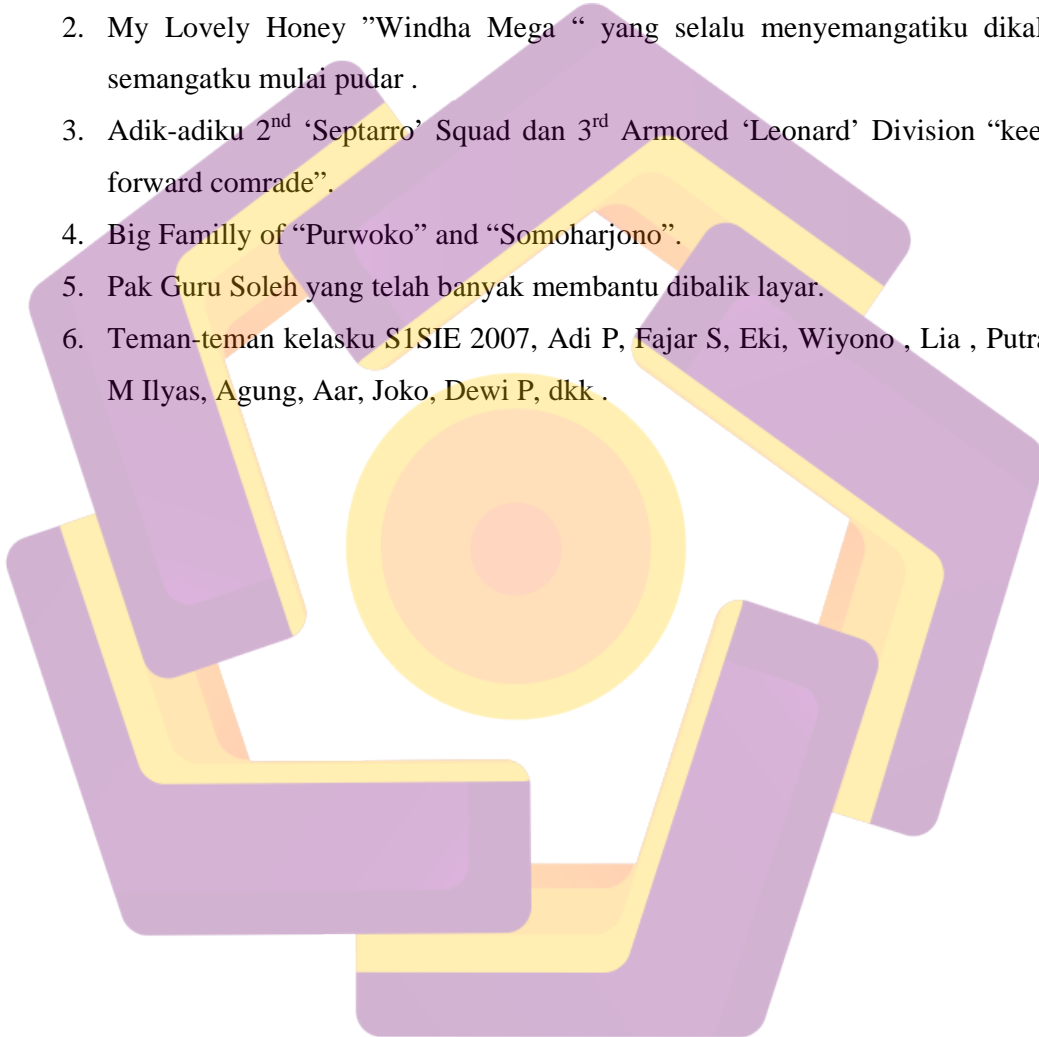 2. My Lovely Honey ”Windha Mega “ yang selalu menyemangatiku dikal
semangatku mulai pudar .
3. Adik-adiku 2nd ‘Septarro’ Squad dan 3rd Armored ‘Leonard’ Division “kee
forward comrade”.
4. Big Familly of “Purwoko” and “Somoharjono”.
5. Pak Guru Soleh yang telah banyak membantu dibalik layar.
6. Teman-teman kelasku S1SIE 2007, Adi P, Fajar S, Eki, Wiyono , Lia , Putra
M Ilyas, Agung, Aar, Joko, Dewi P, dkk .